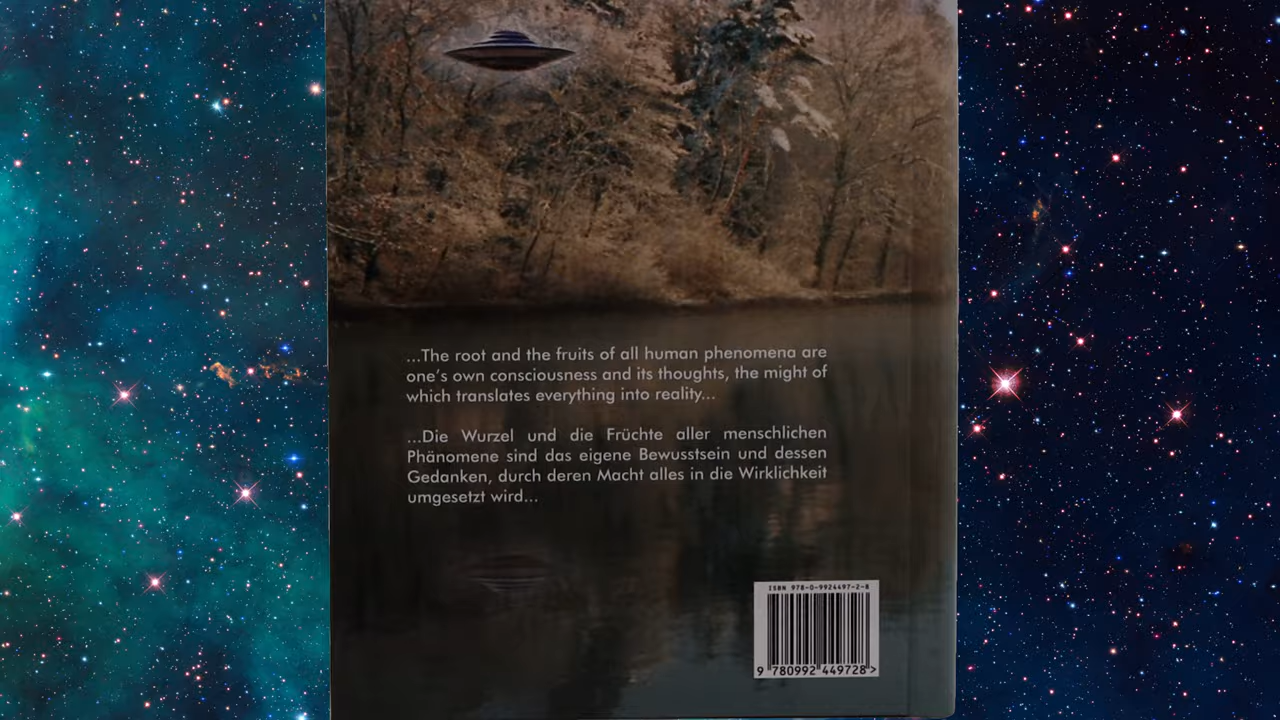 ...The root and the fruits of all human phenomena are
one's own consciousness and its thoughts, the might of
which translates everything into reality...
...Die Wurzel und die Früchte aller menschlichen
Phänomene sind das eigene Bewusstsein und dessen
Gedanken, durch deren Macht alles in die Wirklichkeit
umgesetzt wird...
ISBN 978-0-9924497-2-8
9 780992 449728 >